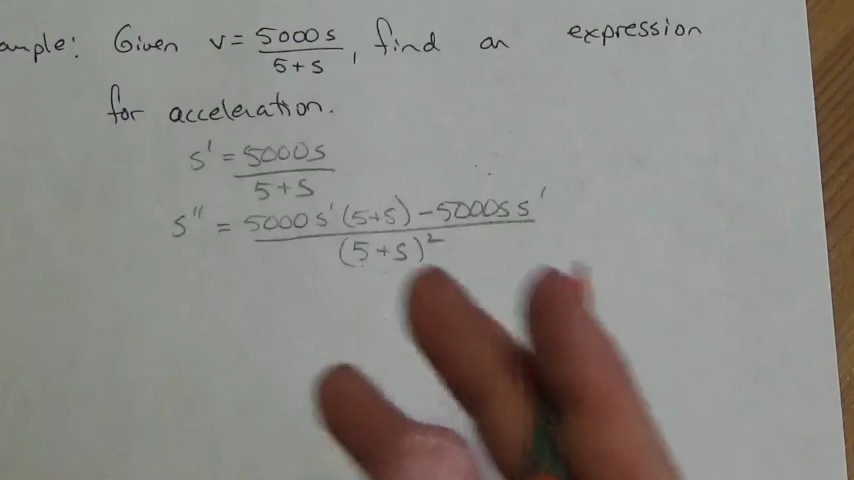 ample: Given v = 5000s / 5+s, find an expression
for acceleration.
s' = 5000s / 5+s
s'' = 5000s'(5+s) - 5000s s' / (5+s)²